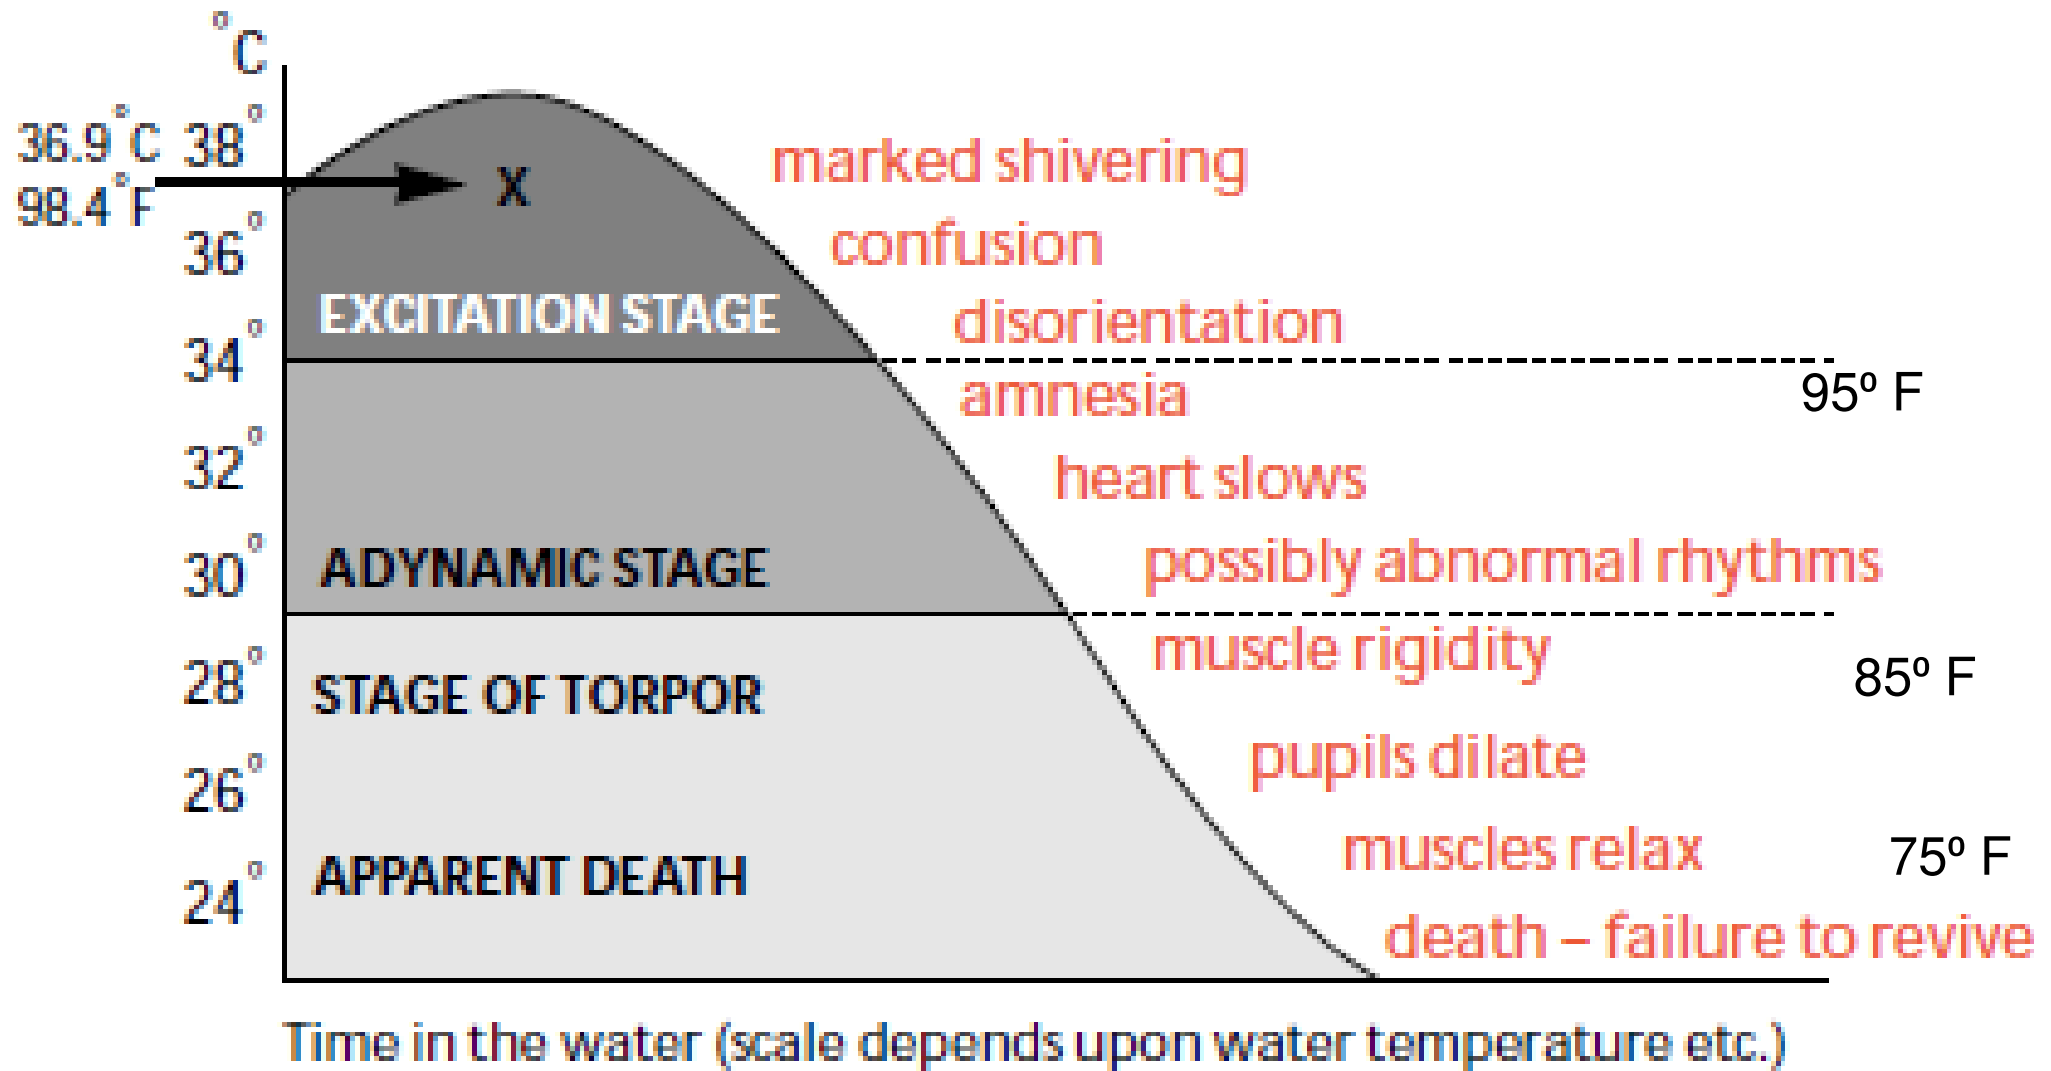 °C
36.9°C
98.4°F
38°
X
marked shivering
36°
confusion
EXCITATION STAGE
disorientation
34°
95º F
amnesia
32°
heart slows
30°
ADYNAMIC STAGE
possibly abnormal rhythms
muscle rigidity
28°
STAGE OF TORPOR
85º F
26°
pupils dilate
24°
APPARENT DEATH
muscles relax
75º F
death – failure to revive
Time in the water (scale depends upon water temperature etc.)